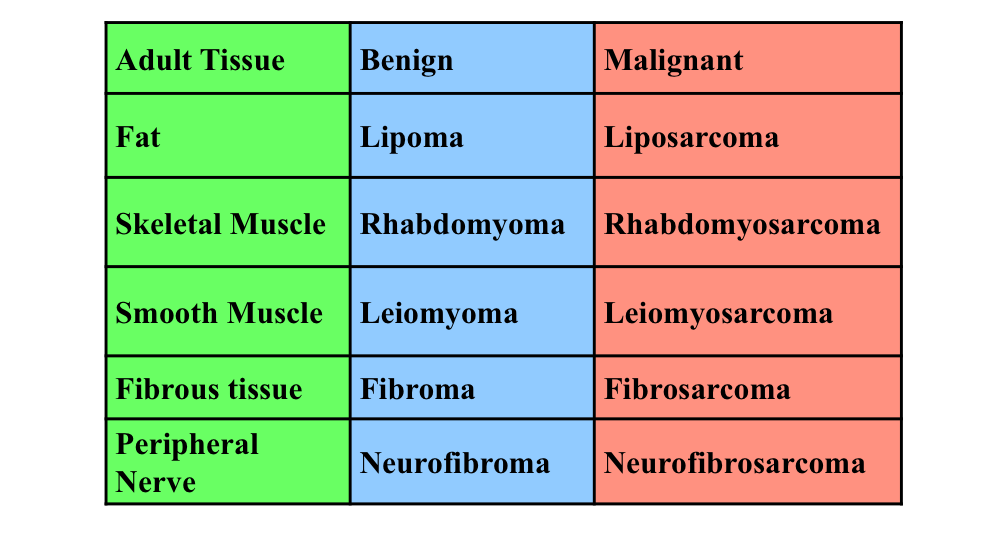 Adult Tissue Benign Malignant
Fat Lipoma Liposarcoma
Skeletal Muscle Rhabdomyoma Rhabdomyosarcoma
Smooth Muscle Leiomyoma Leiomyosarcoma
Fibrous tissue Fibroma Fibrosarcoma
Peripheral
Nerve Neurofibroma Neurofibrosarcoma